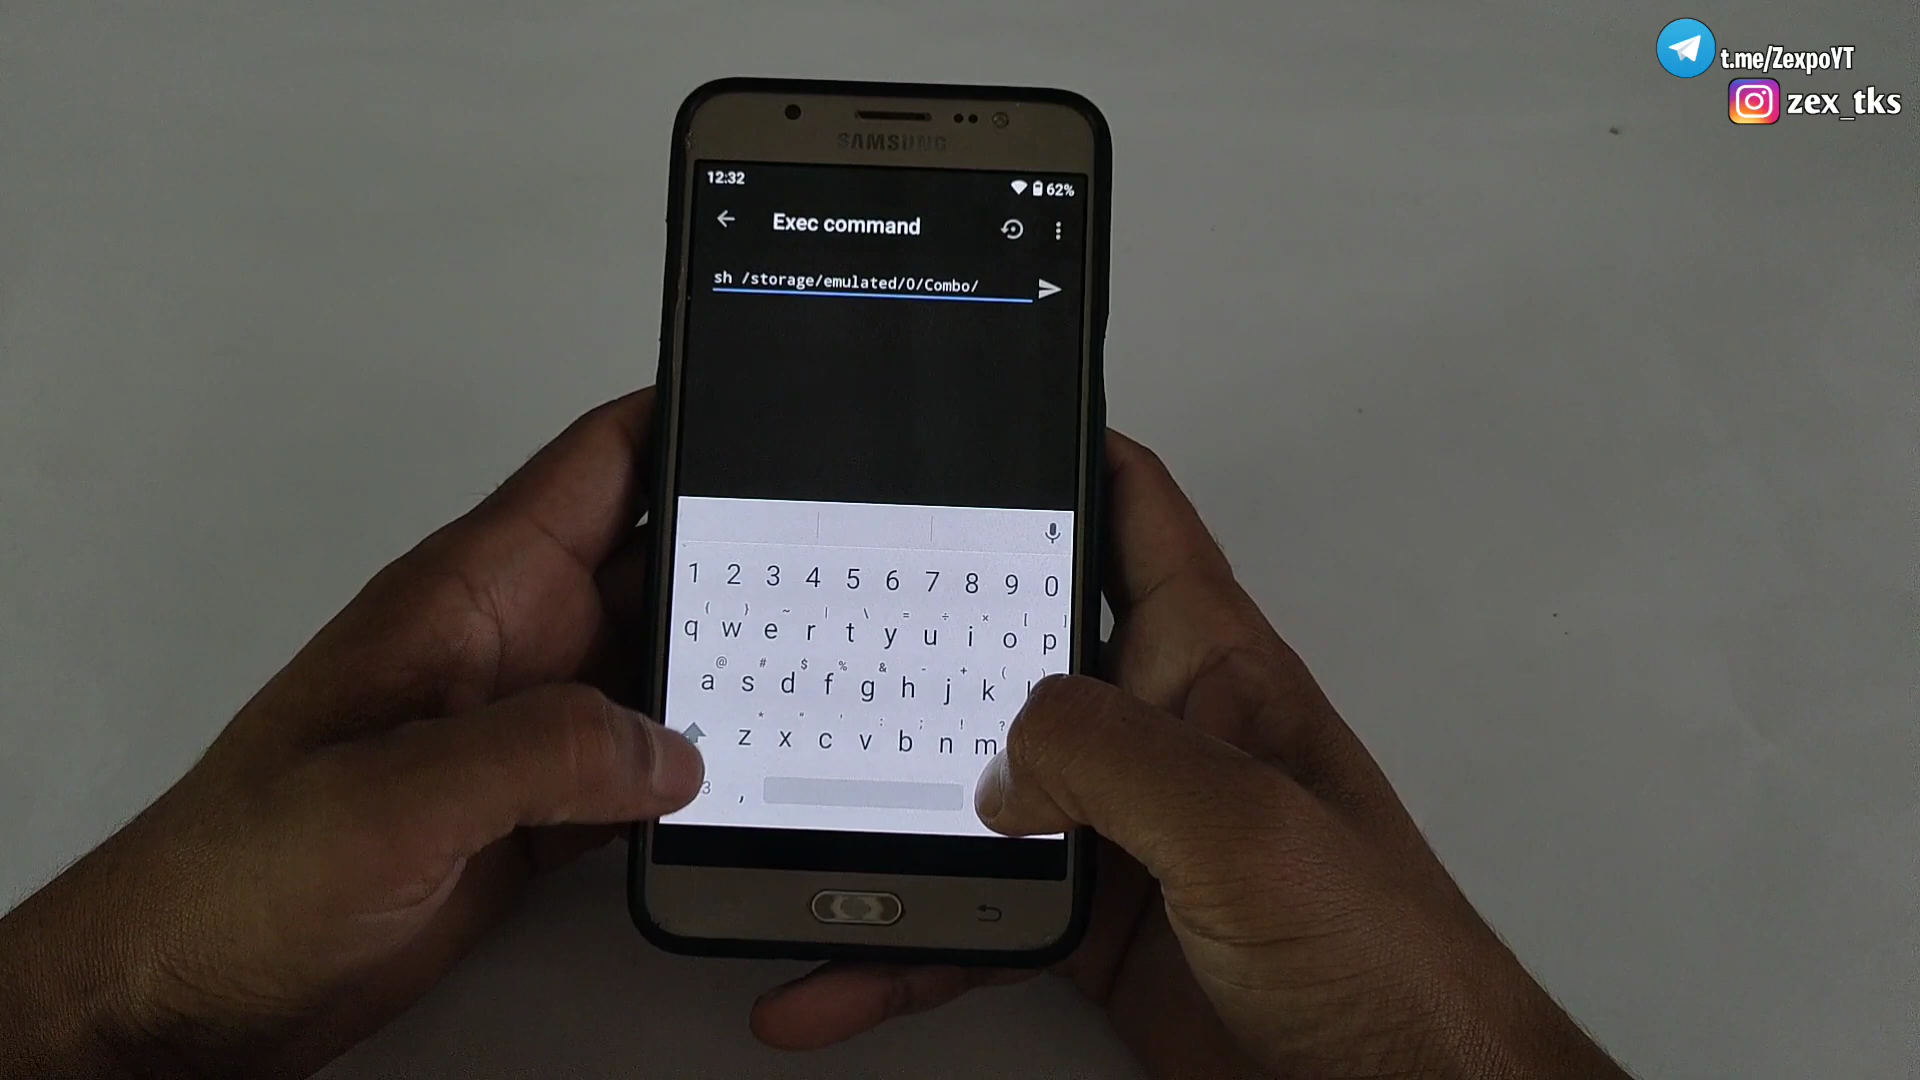 t.me/ZexpoYT
zex_tks
SAMSUNG
12:32
62%
Exec command
sh /storage/emulated/0/Combo/
1 2 3 4 5 6 7 8 9 0
{ } ~ | \ = ÷ × [ ]
q w e r t y u i o p
@ # $ % & - + ( )
a s d f g h j k
* " ' : ; ! ?
z x c v b n m
3 ,